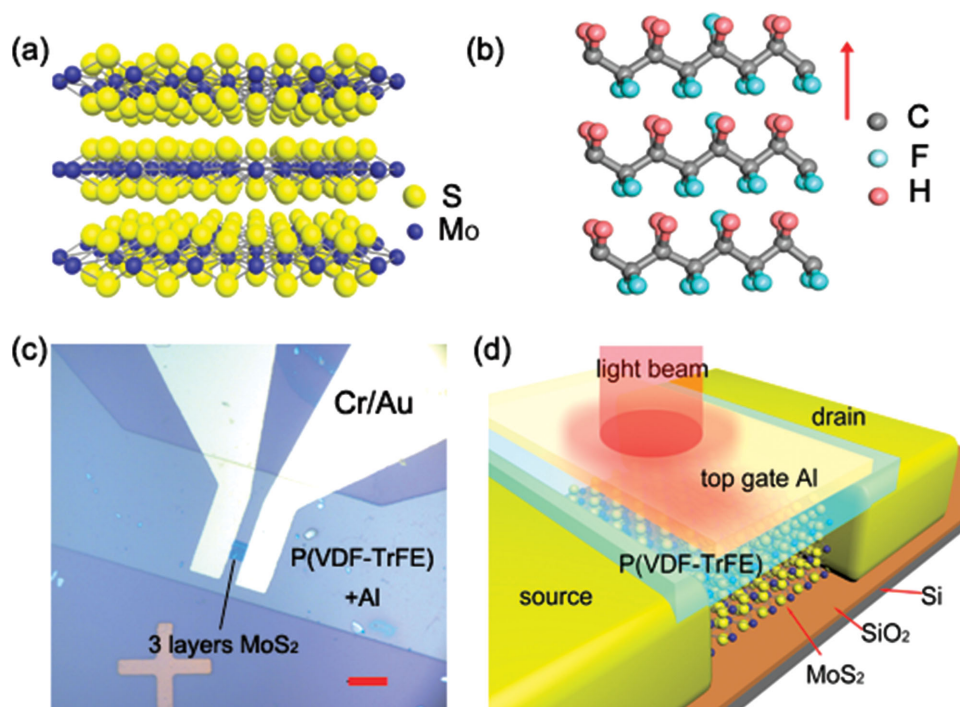 (a)
S
Mo
(b)
C
F
H
(c)
Cr/Au
P(VDF-TrFE)
+Al
3 layers MoS₂
(d)
light beam
drain
top gate Al
P(VDF-TrFE)
source
Si
SiO₂
MoS₂